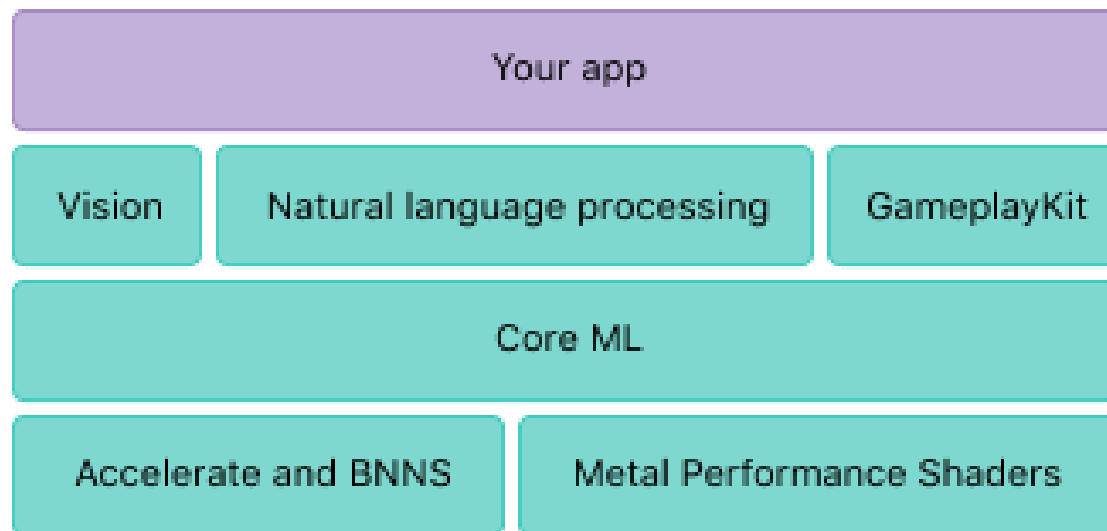 Your app
Vision Natural language processing GameplayKit
Core ML
Accelerate and BNNS Metal Performance Shaders